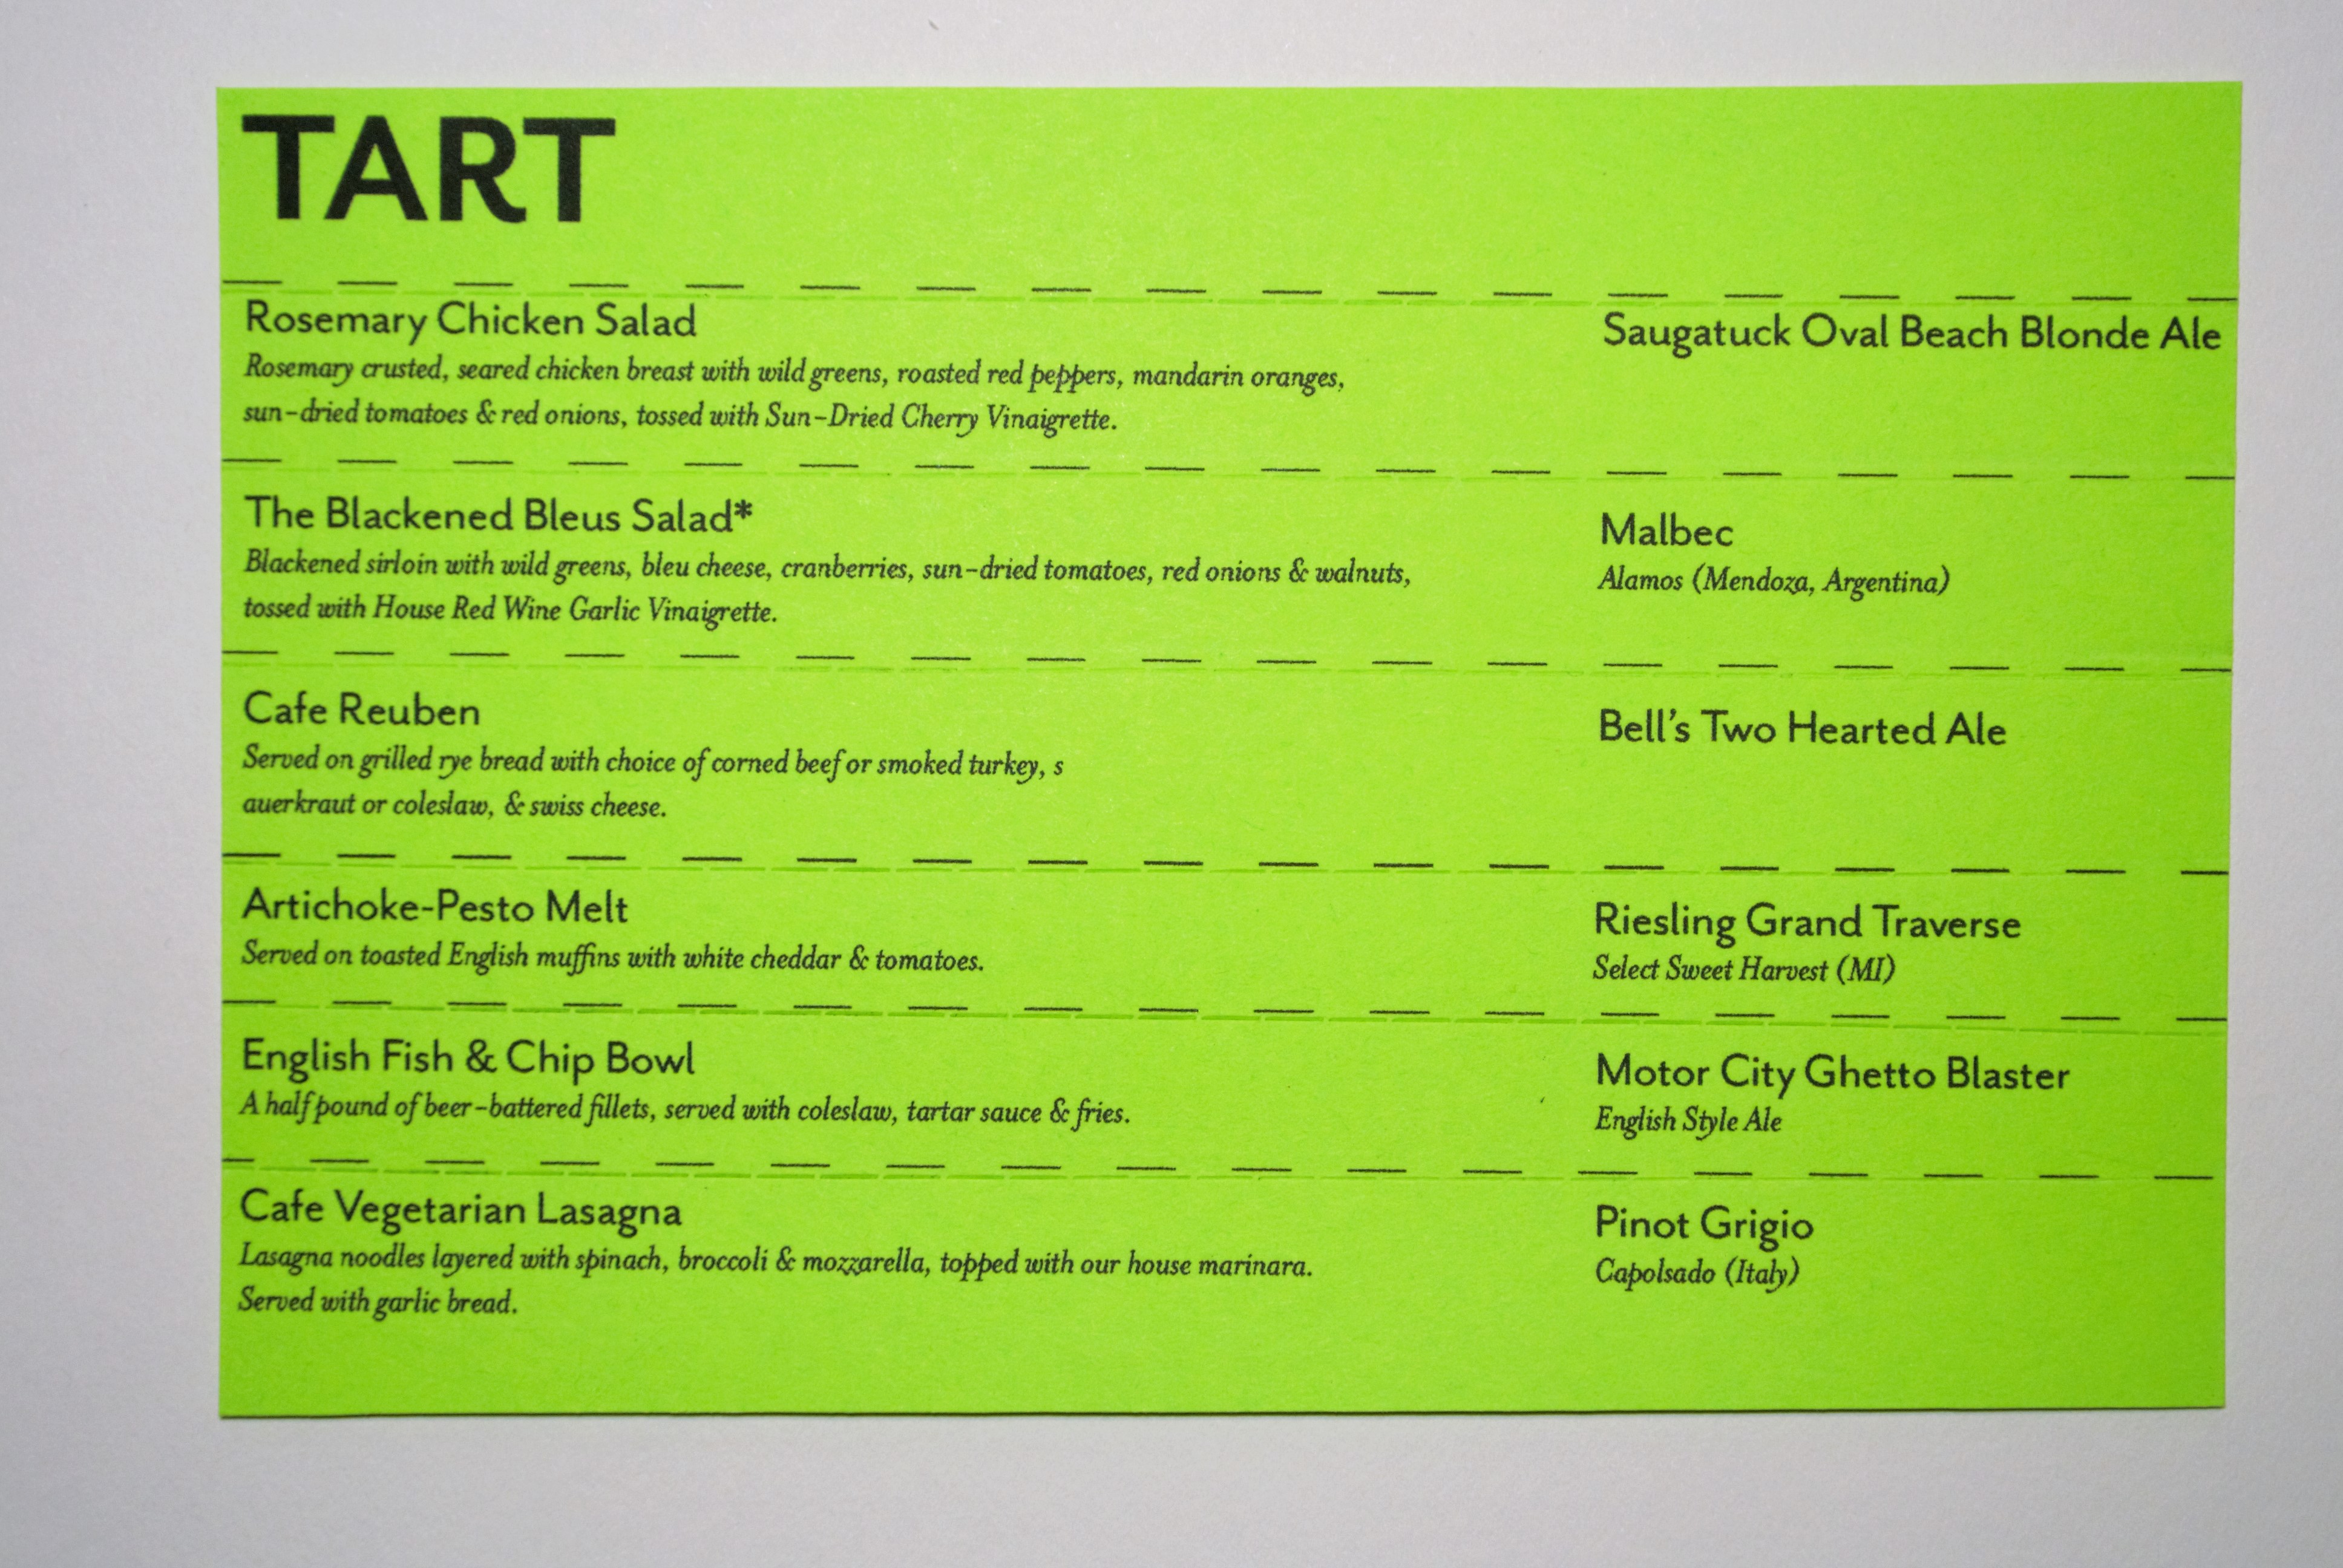 TART
Rosemary Chicken Salad
Rosemary crusted, seared chicken breast with wild greens, roasted red peppers, mandarin oranges,
sun-dried tomatoes & red onions, tossed with Sun-Dried Cherry Vinaigrette.
Saugatuck Oval Beach Blonde Ale
The Blackened Bleus Salad*
Blackened sirloin with wild greens, bleu cheese, cranberries, sun-dried tomatoes, red onions & walnuts,
tossed with House Red Wine Garlic Vinaigrette.
Malbec
Alamos (Mendoza, Argentina)
Cafe Reuben
Served on grilled rye bread with choice of corned beef or smoked turkey, s
auerkraut or coleslaw, & swiss cheese.
Bell's Two Hearted Ale
Artichoke-Pesto Melt
Served on toasted English muffins with white cheddar & tomatoes.
Riesling Grand Traverse
Select Sweet Harvest (MI)
English Fish & Chip Bowl
A half pound of beer-battered fillets, served with coleslaw, tartar sauce & fries.
Motor City Ghetto Blaster
English Style Ale
Cafe Vegetarian Lasagna
Lasagna noodles layered with spinach, broccoli & mozzarella, topped with our house marinara.
Served with garlic bread.
Pinot Grigio
Capolsado (Italy)